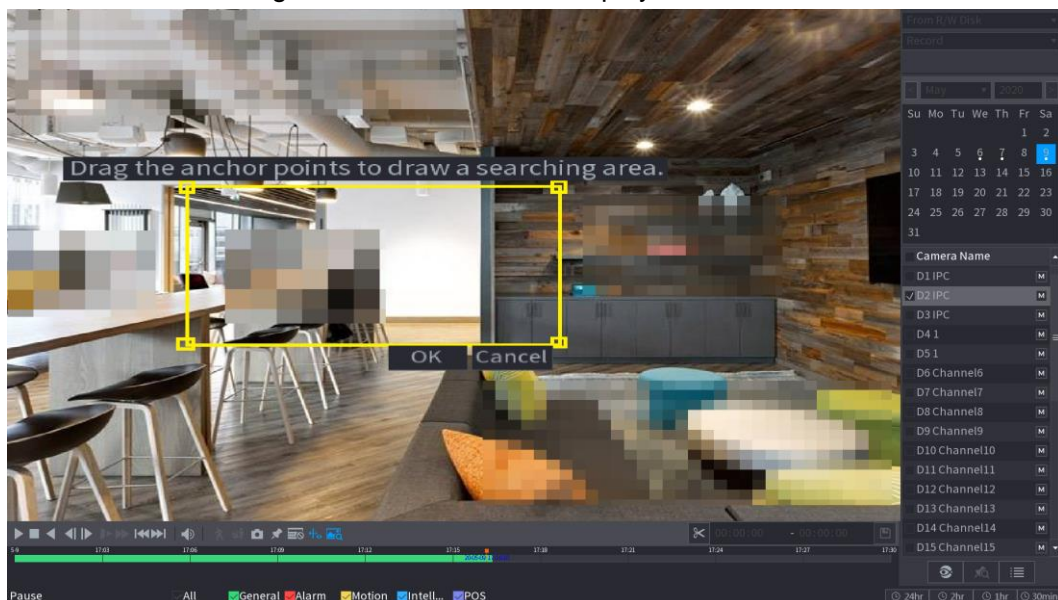 From R/W Disk
Record
May 2020
Su Mo Tu We Th Fr Sa
1 2
3 4 5 6 7 8 9
10 11 12 13 14 15 16
17 18 19 20 21 22 23
24 25 26 27 28 29 30
31
Drag the anchor points to draw a searching area.
OK Cancel
Camera Name
D1 IPC M
D2 IPC M
D3 IPC M
D4 1 M
D5 1 M
D6 Channel6 M
D7 Channel7 M
D8 Channel8 M
D9 Channel9 M
D10 Channel10 M
D11 Channel11 M
D12 Channel12 M
D13 Channel13 M
D14 Channel14 M
D15 Channel15 M
00:00:00 - 00:00:00
5-9 17:03 17:06 17:09 17:12 17:15 17:18 17:21 17:24 17:27 17:30
Pause All General Alarm Motion Intell... POS 24hr 2hr 1hr 30min